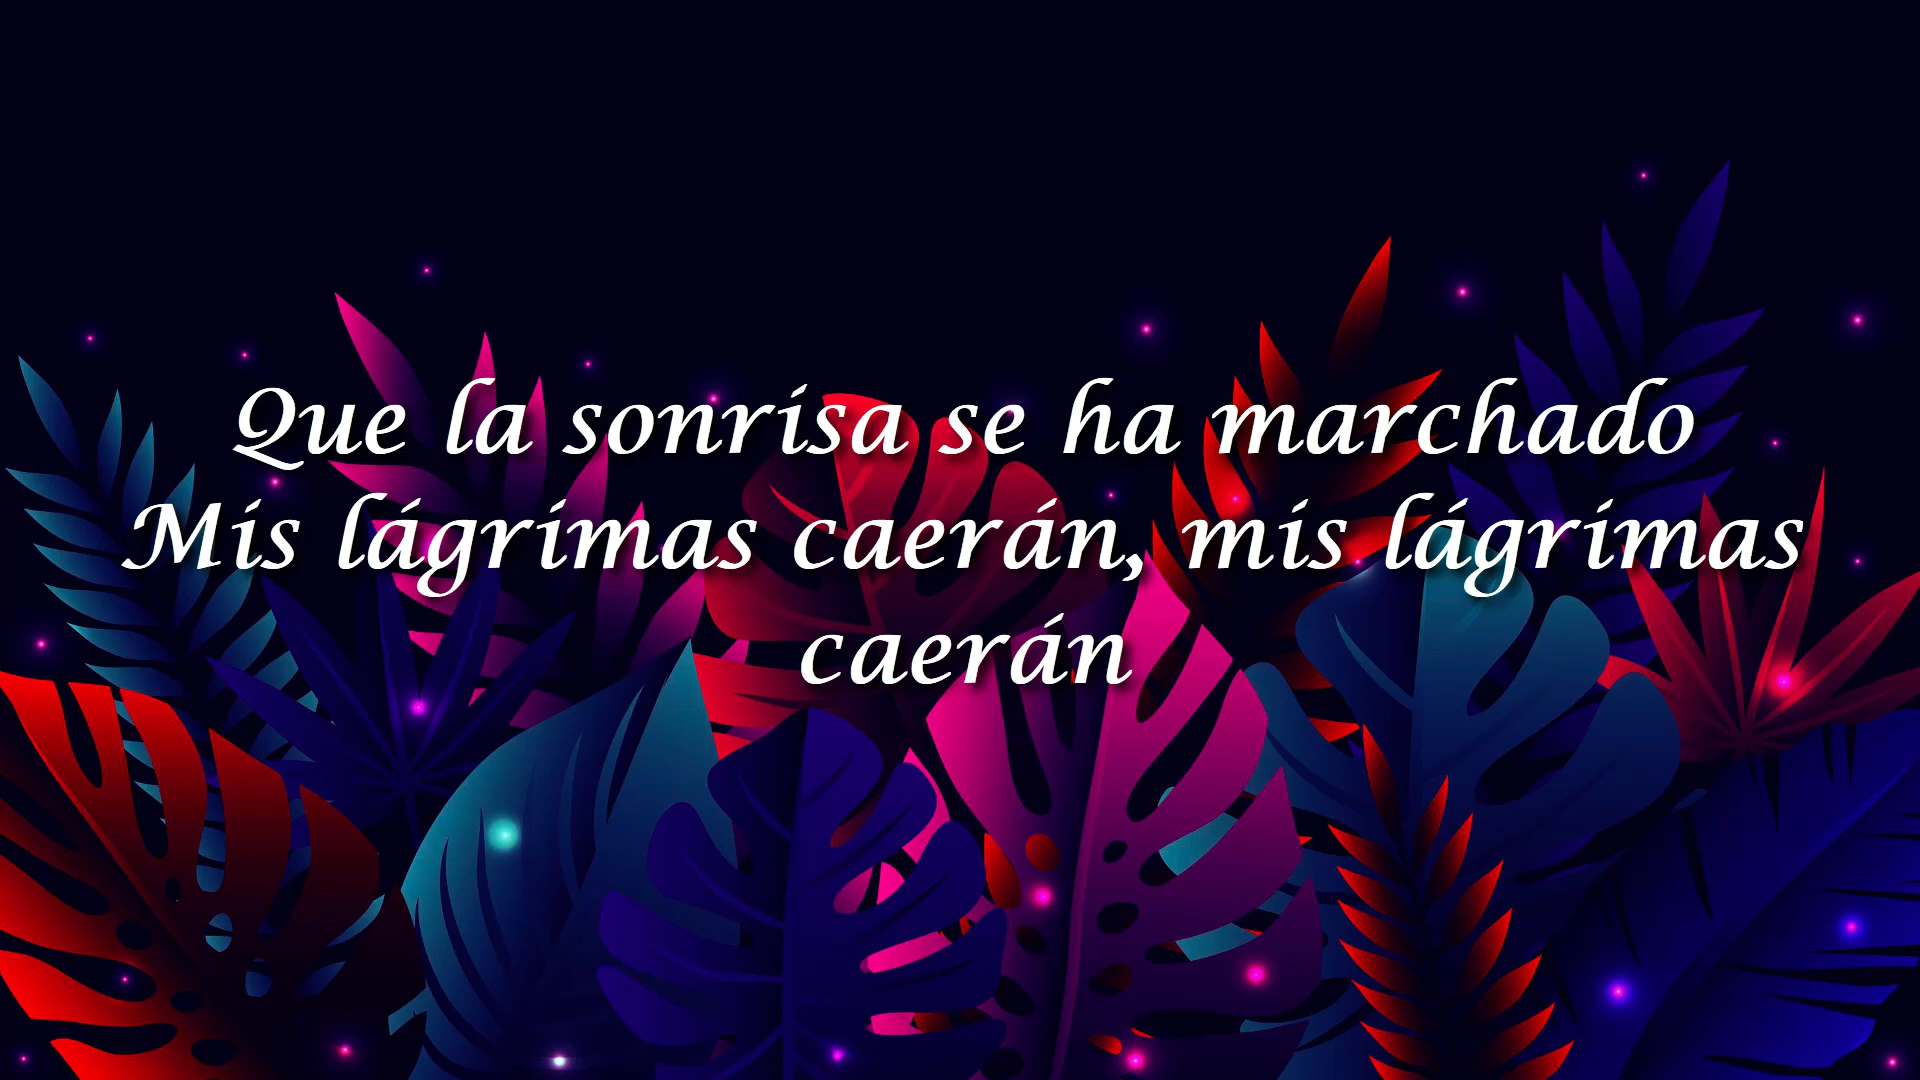 Que la sonrisa se ha marchado
Mis lágrimas caerán, mis lágrimas
caerán